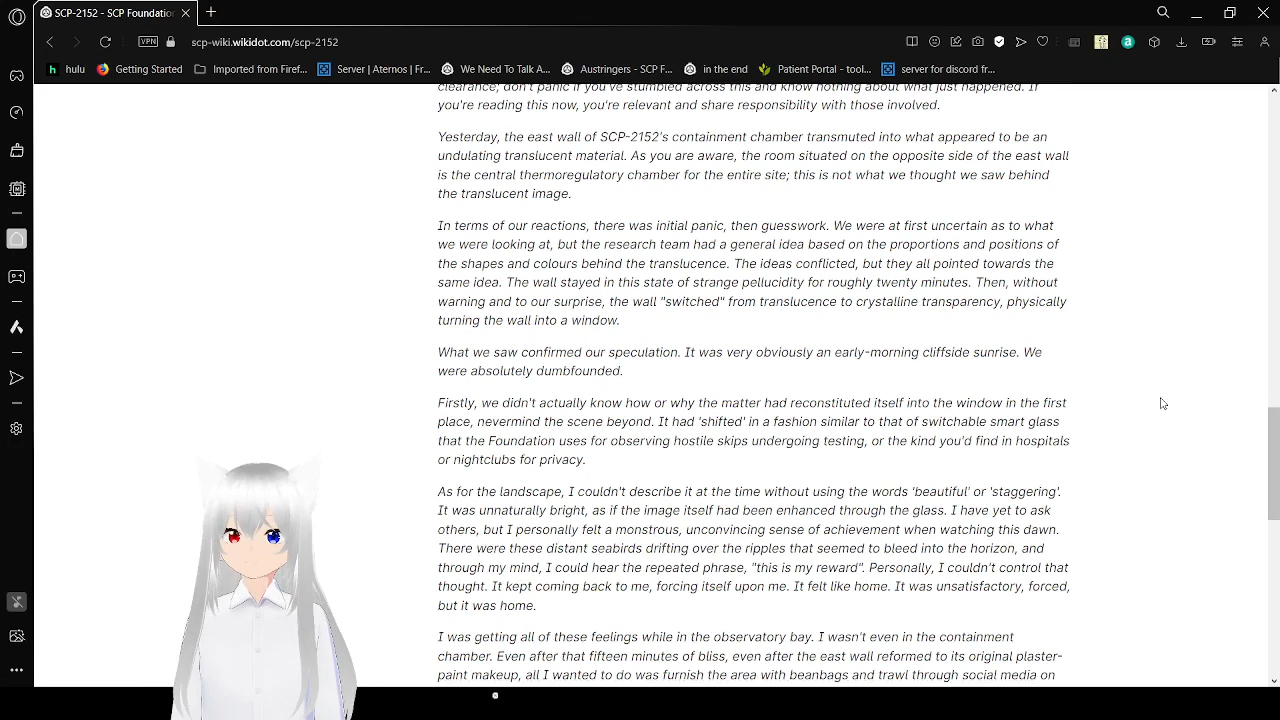 SCP-2152 - SCP Foundation
VPN
scp-wiki.wikidot.com/scp-2152
h hulu
Getting Started
Imported from Firef...
Server | Aternos | Fr...
We Need To Talk A...
Austringers - SCP F...
in the end
Patient Portal - tool...
server for discord fr...
clearance; don't panic if you've stumbled across this and know nothing about what just happened. If
you're reading this now, you're relevant and share responsibility with those involved.
Yesterday, the east wall of SCP-2152's containment chamber transmuted into what appeared to be an
undulating translucent material. As you are aware, the room situated on the opposite side of the east wall
is the central thermoregulatory chamber for the entire site; this is not what we thought we saw behind
the translucent image.
In terms of our reactions, there was initial panic, then guesswork. We were at first uncertain as to what
we were looking at, but the research team had a general idea based on the proportions and positions of
the shapes and colours behind the translucence. The ideas conflicted, but they all pointed towards the
same idea. The wall stayed in this state of strange pellucidity for roughly twenty minutes. Then, without
warning and to our surprise, the wall "switched" from translucence to crystalline transparency, physically
turning the wall into a window.
What we saw confirmed our speculation. It was very obviously an early-morning cliffside sunrise. We
were absolutely dumbfounded.
Firstly, we didn't actually know how or why the matter had reconstituted itself into the window in the first
place, nevermind the scene beyond. It had 'shifted' in a fashion similar to that of switchable smart glass
that the Foundation uses for observing hostile skips undergoing testing, or the kind you'd find in hospitals
or nightclubs for privacy.
As for the landscape, I couldn't describe it at the time without using the words 'beautiful' or 'staggering'.
It was unnaturally bright, as if the image itself had been enhanced through the glass. I have yet to ask
others, but I personally felt a monstrous, unconvincing sense of achievement when watching this dawn.
There were these distant seabirds drifting over the ripples that seemed to bleed into the horizon, and
through my mind, I could hear the repeated phrase, "this is my reward". Personally, I couldn't control that
thought. It kept coming back to me, forcing itself upon me. It felt like home. It was unsatisfactory, forced,
but it was home.
I was getting all of these feelings while in the observatory bay. I wasn't even in the containment
chamber. Even after that fifteen minutes of bliss, even after the east wall reformed to its original plaster-
paint makeup, all I wanted to do was furnish the area with beanbags and trawl through social media on